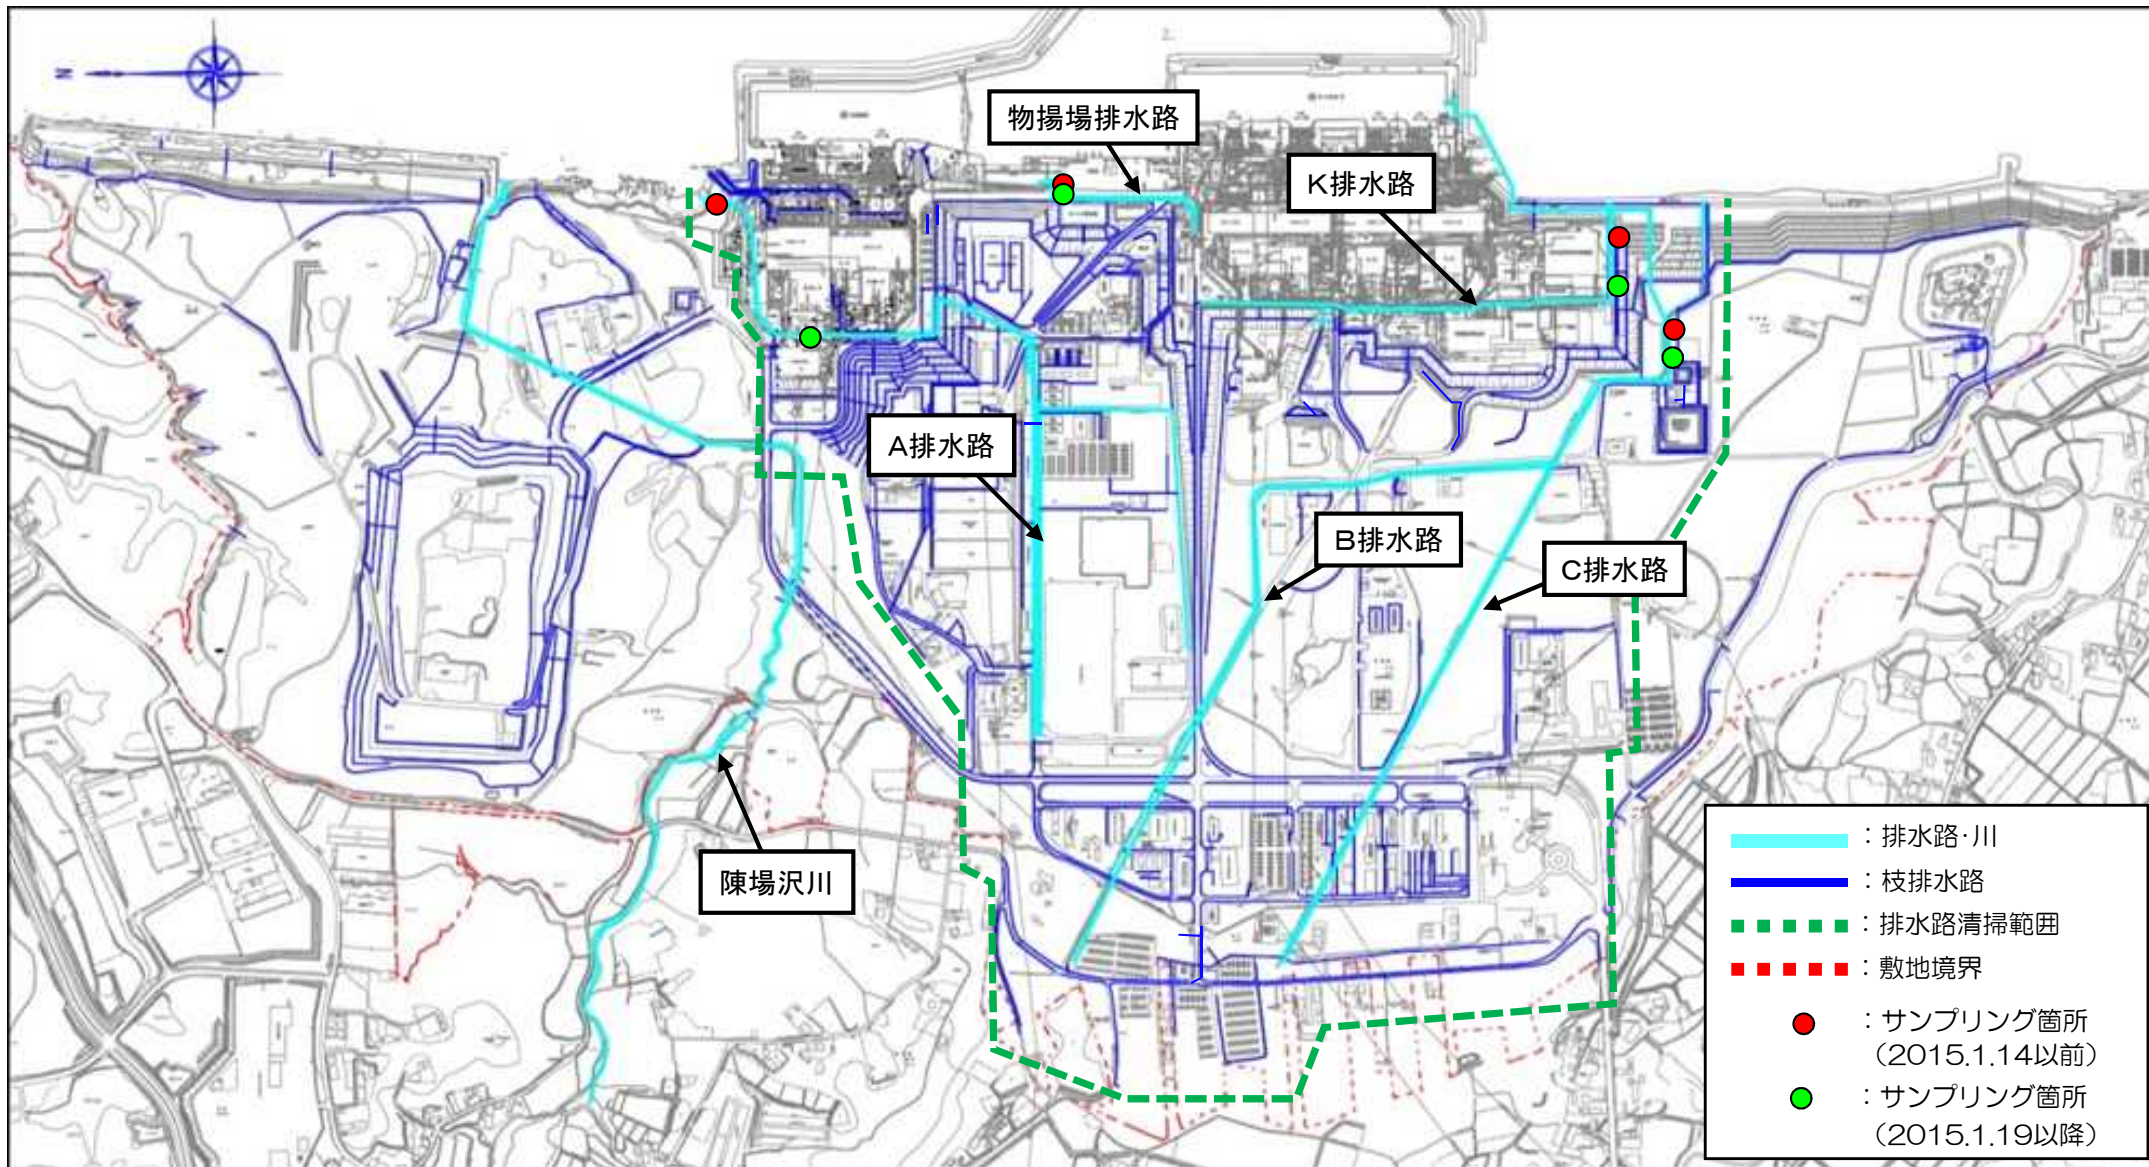 N
物揚場排水路
K排水路
A排水路
B排水路
C排水路
陳場沢川
：排水路･川
：枝排水路
：排水路清掃範囲
：敷地境界
：サンプリング箇所
（2015.1.14以前）
：サンプリング箇所
（2015.1.19以降）